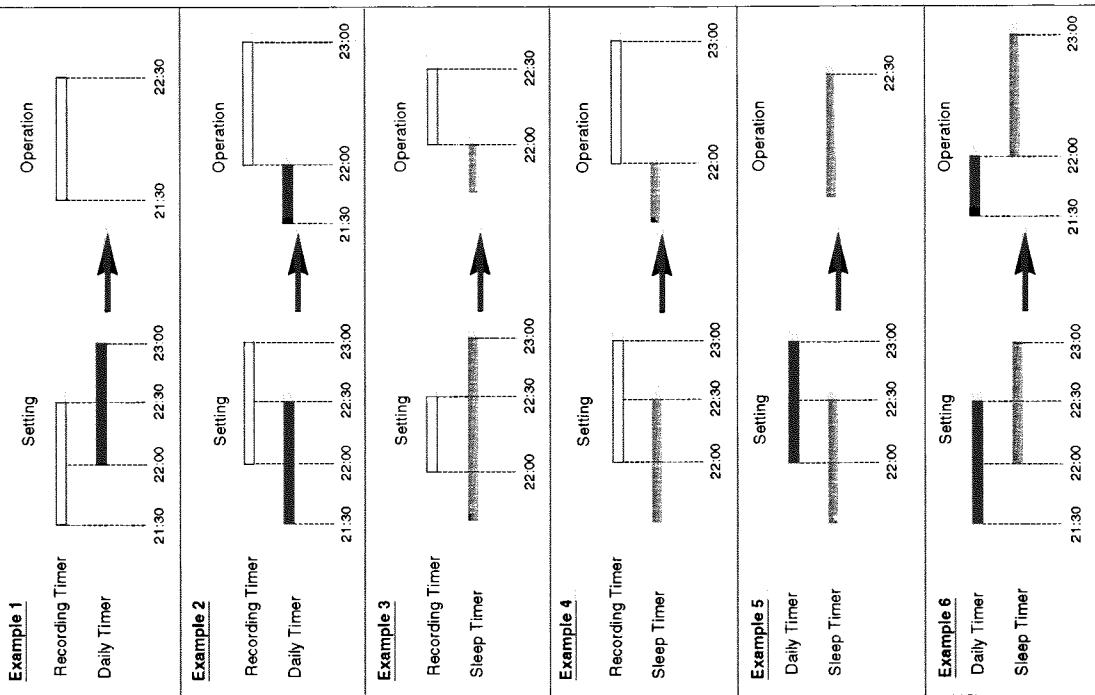 Example 1
Setting
Operation
Recording Timer
Daily Timer
21:30 22:00 22:30 23:00
21:30 22:30
Example 2
Setting
Operation
Recording Timer
Daily Timer
21:30 22:00 22:30 23:00
21:30 22:00 23:00
Example 3
Setting
Operation
Recording Timer
Sleep Timer
22:00 22:30 23:00
22:00 22:30
Example 4
Setting
Operation
Recording Timer
Sleep Timer
22:00 22:30 23:00
22:00 23:00
Example 5
Setting
Operation
Daily Timer
Sleep Timer
22:00 22:30 23:00
22:30
Example 6
Setting
Operation
Daily Timer
Sleep Timer
21:30 22:00 22:30 23:00
21:30 22:00 23:00